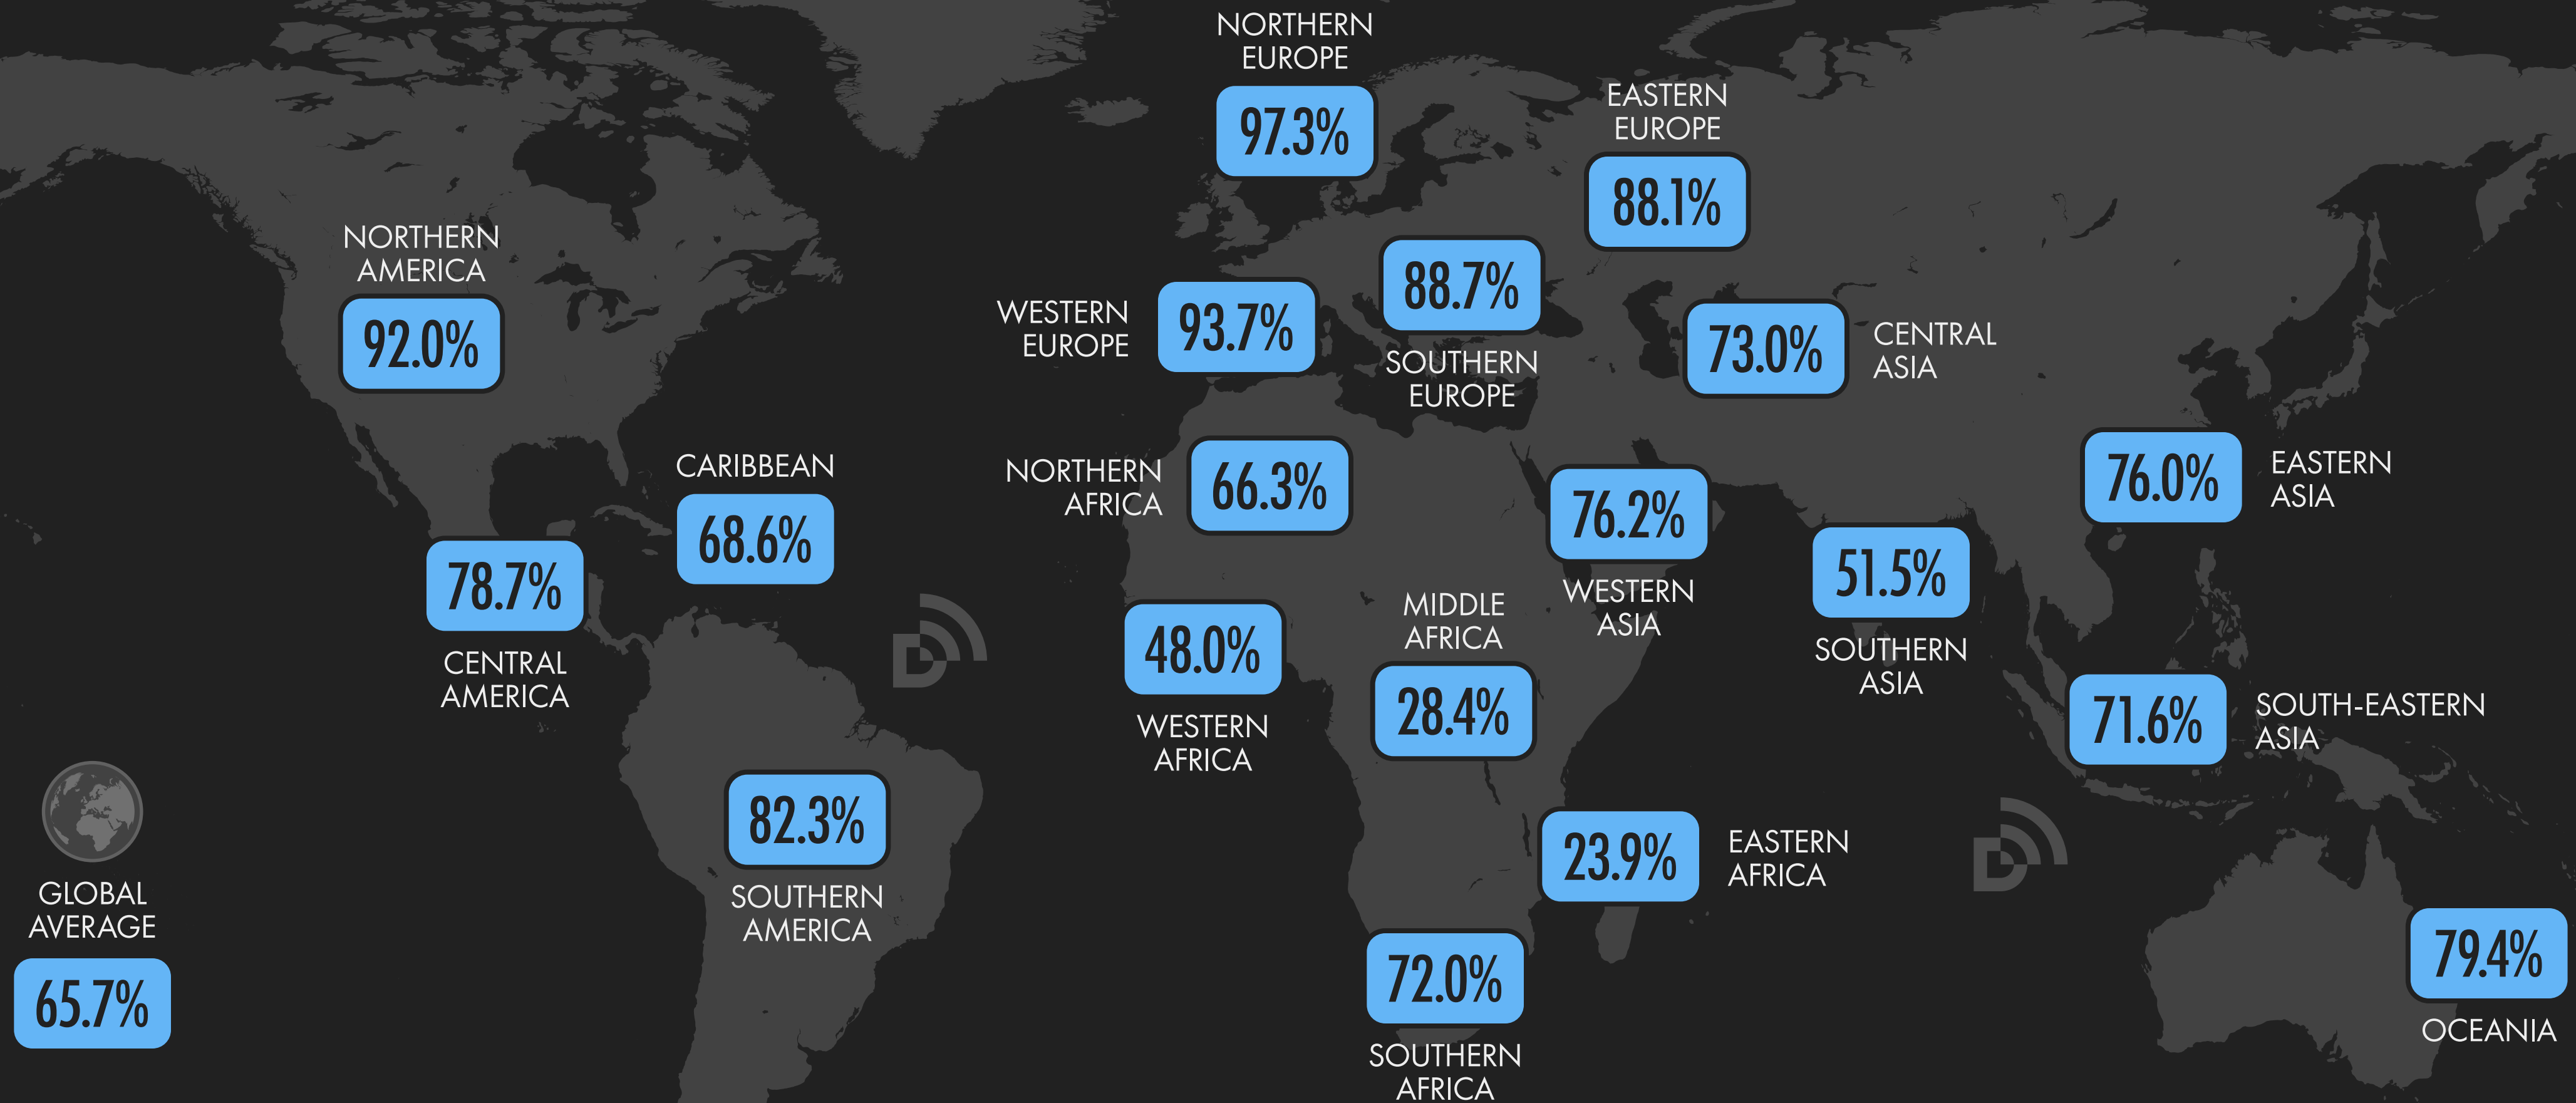 NORTHERN
EUROPE
97.3%
EASTERN
EUROPE
88.1%
NORTHERN
AMERICA
92.0%
WESTERN
EUROPE
93.7%
88.7%
SOUTHERN
EUROPE
73.0%
CENTRAL
ASIA
CARIBBEAN
68.6%
NORTHERN
AFRICA
66.3%
76.2%
WESTERN
ASIA
76.0%
EASTERN
ASIA
78.7%
CENTRAL
AMERICA
51.5%
SOUTHERN
ASIA
48.0%
WESTERN
AFRICA
MIDDLE
AFRICA
28.4%
71.6%
SOUTH-EASTERN
ASIA
82.3%
SOUTHERN
AMERICA
23.9%
EASTERN
AFRICA
GLOBAL
AVERAGE
65.7%
72.0%
SOUTHERN
AFRICA
79.4%
OCEANIA